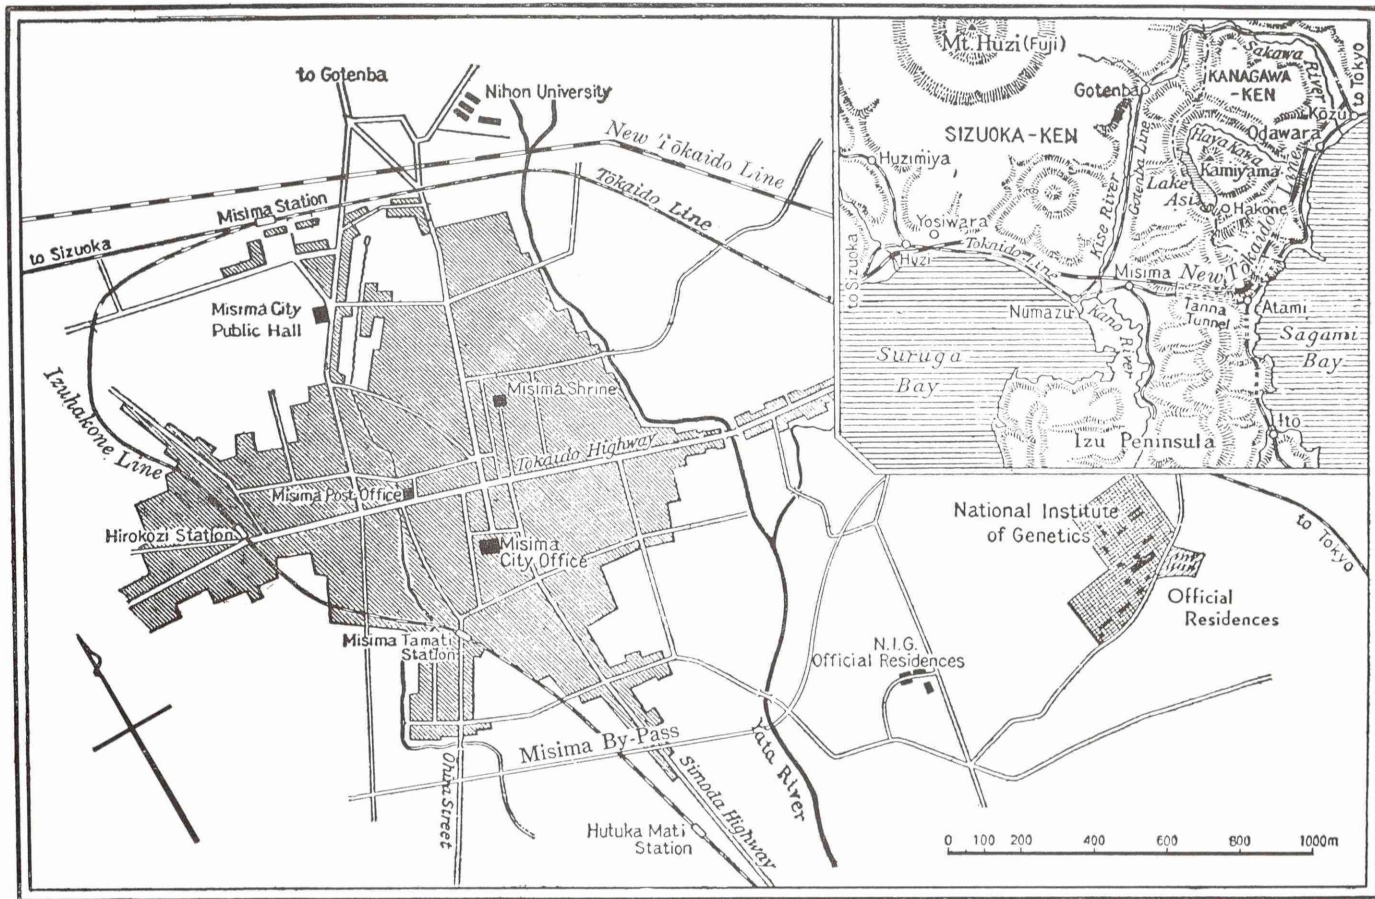 to Gotenba
Nihon University
New Tōkaido Line
Tōkaido Line
Misima Station
to Sizuoka
Misima City
Public Hall
Izuhakone Line
Misima Shrine
Tōkaido Highway
Misima Post Office
Hirokozi Station
Misima
City Office
Misima Tamati
Station
N.I.G.
Official Residences
National Institute
of Genetics
Official
Residences
to Tokyo
Misima By-Pass
Yata River
Simoda Highway
Street
Hutuka Mati
Station
0 100 200 400 600 800 1000m
Mt. Huzi (Fuji)
Sakawa River
to Tokyo
KANAGAWA
-KEN
Gotenba
Kōzu
Odawara
SIZUOKA-KEN
Haya Kawa
Kamiyama
Huzimiya
Gotenba Line
Lake
Asi
Hakone
Kise River
Yosiwara
to Sizuoka
Huzi
Tokaido Line
Misima
New Tokaido Line
Numazu
Kano River
Tanna
Tunnel
Atami
Suruga
Bay
Sagami
Bay
Izu Peninsula
Itō